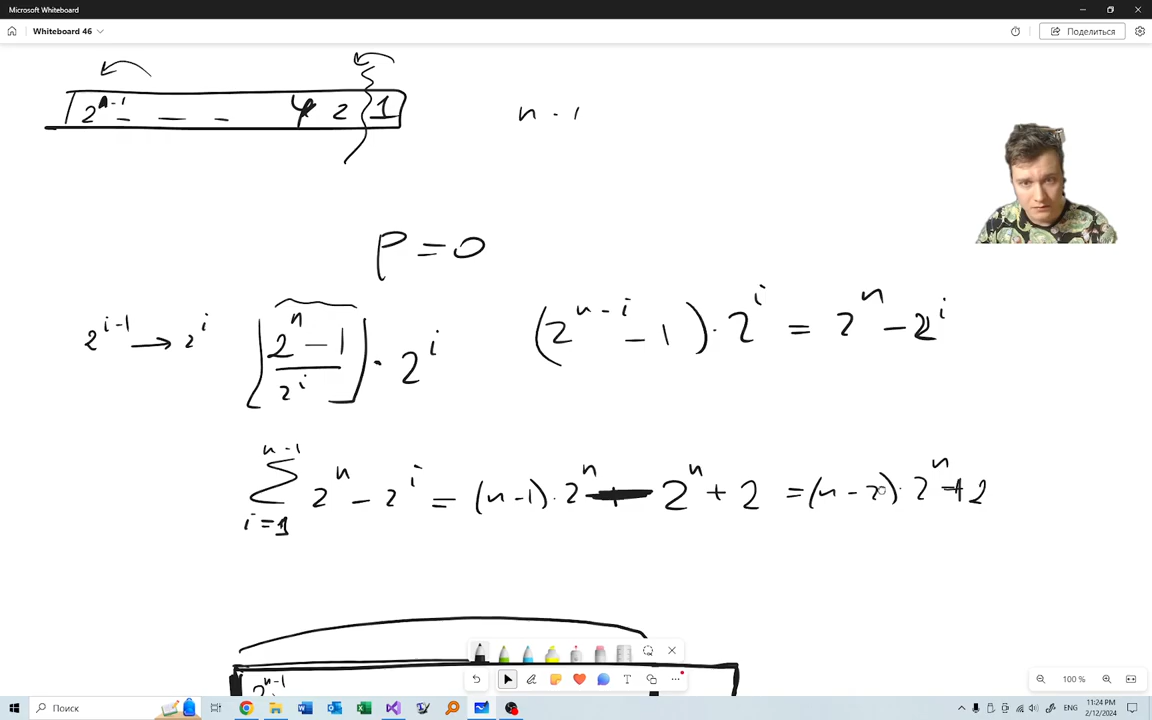 Microsoft Whiteboard
Whiteboard 46
Поделиться
2^{n-1} _ _ _ 4 2 1
n - 1
P = 0
2^{i-1} → 2^i ⌊(2^n - 1)/2^i⌋ · 2^i (2^{n-i} - 1) · 2^i = 2^n - 2^i
∑_{i=1}^{n-1} 2^n - 2^i = (n-1) · 2^n - 2^n + 2 = (n-2) · 2^n + 2
2^{n-1}
100 %
Поиск
ENG
11:24 PM
2/12/2024